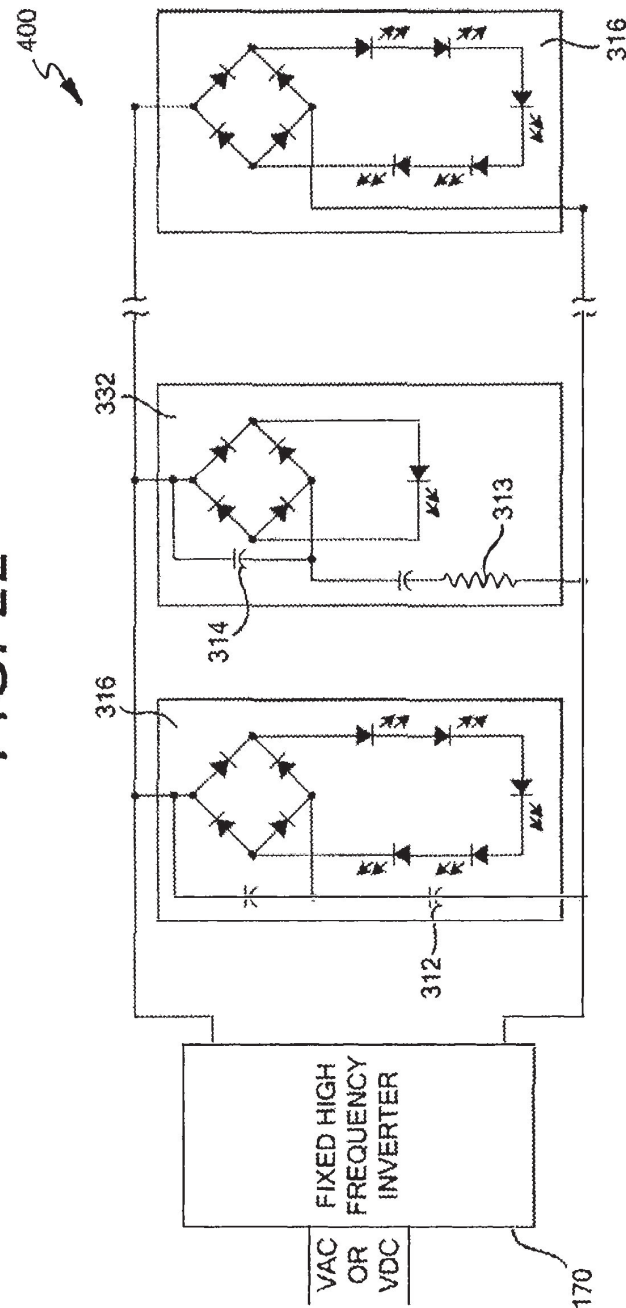 400
316
332
313
314
316
312
VAC
OR
VDC
FIXED HIGH
FREQUENCY
INVERTER
170